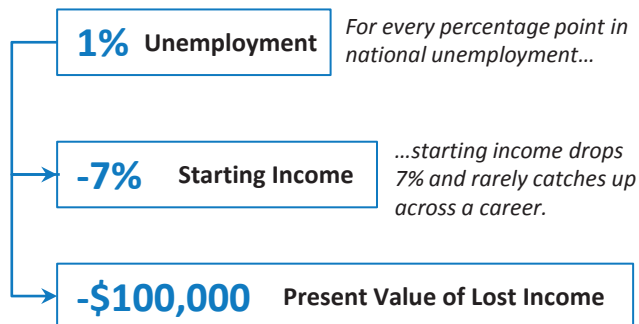 1% Unemployment
For every percentage point in
national unemployment...
-7% Starting Income
...starting income drops
7% and rarely catches up
across a career.
-$100,000 Present Value of Lost Income